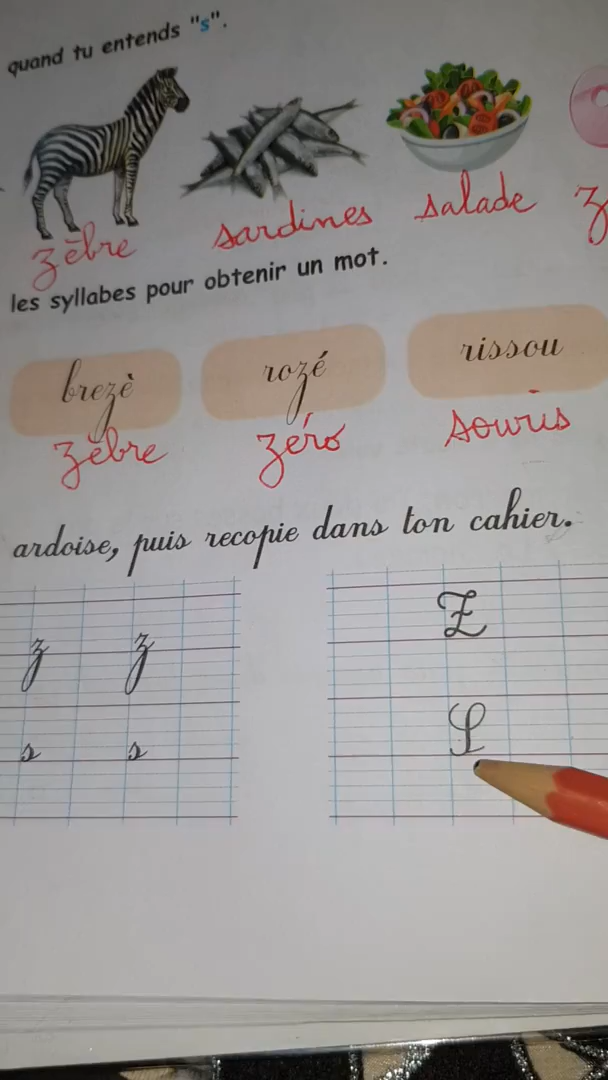 quand tu entends "s".
zèbre sardines salade z
les syllabes pour obtenir un mot.
brezè rozé rissou
zèbre zéro souris
ardoise, puis recopie dans ton cahier.
z z Z
s s S